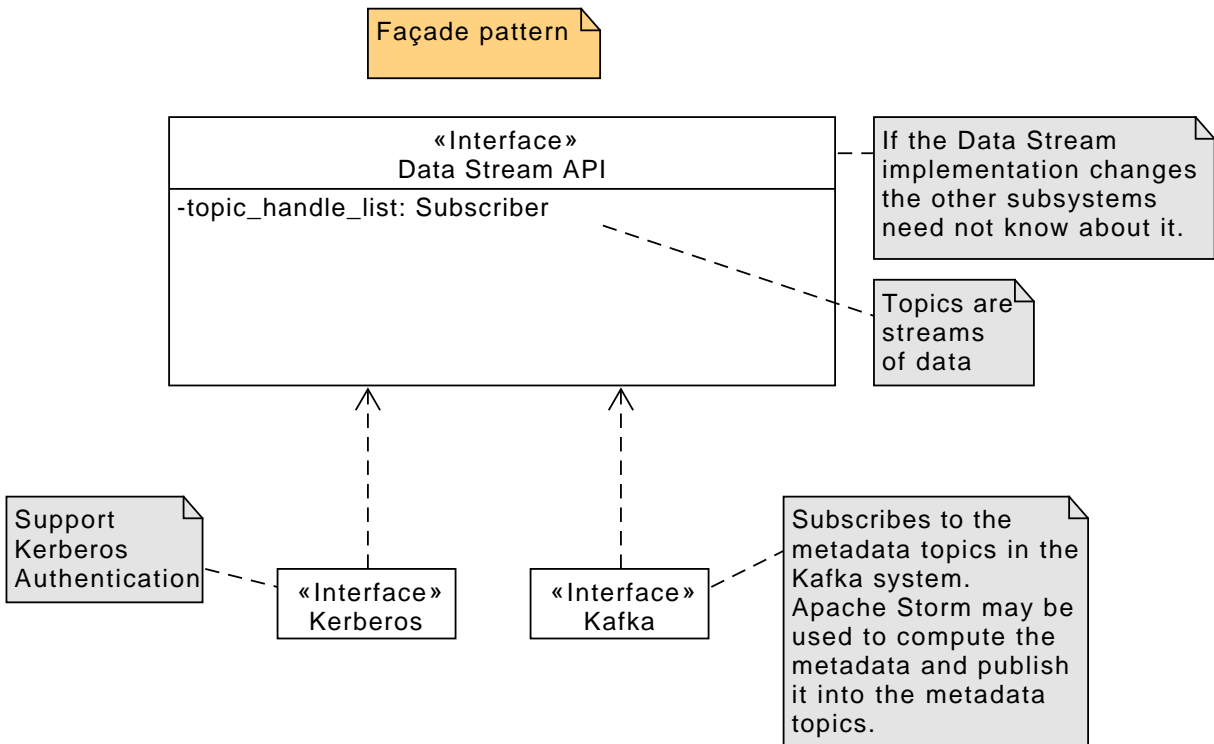 Façade pattern
«Interface»
Data Stream API
-topic_handle_list: Subscriber
If the Data Stream
implementation changes
the other subsystems
need not know about it.
Topics are
streams
of data
Support
Kerberos
Authentication
«Interface»
Kerberos
«Interface»
Kafka
Subscribes to the
metadata topics in the
Kafka system.
Apache Storm may be
used to compute the
metadata and publish
it into the metadata
topics.